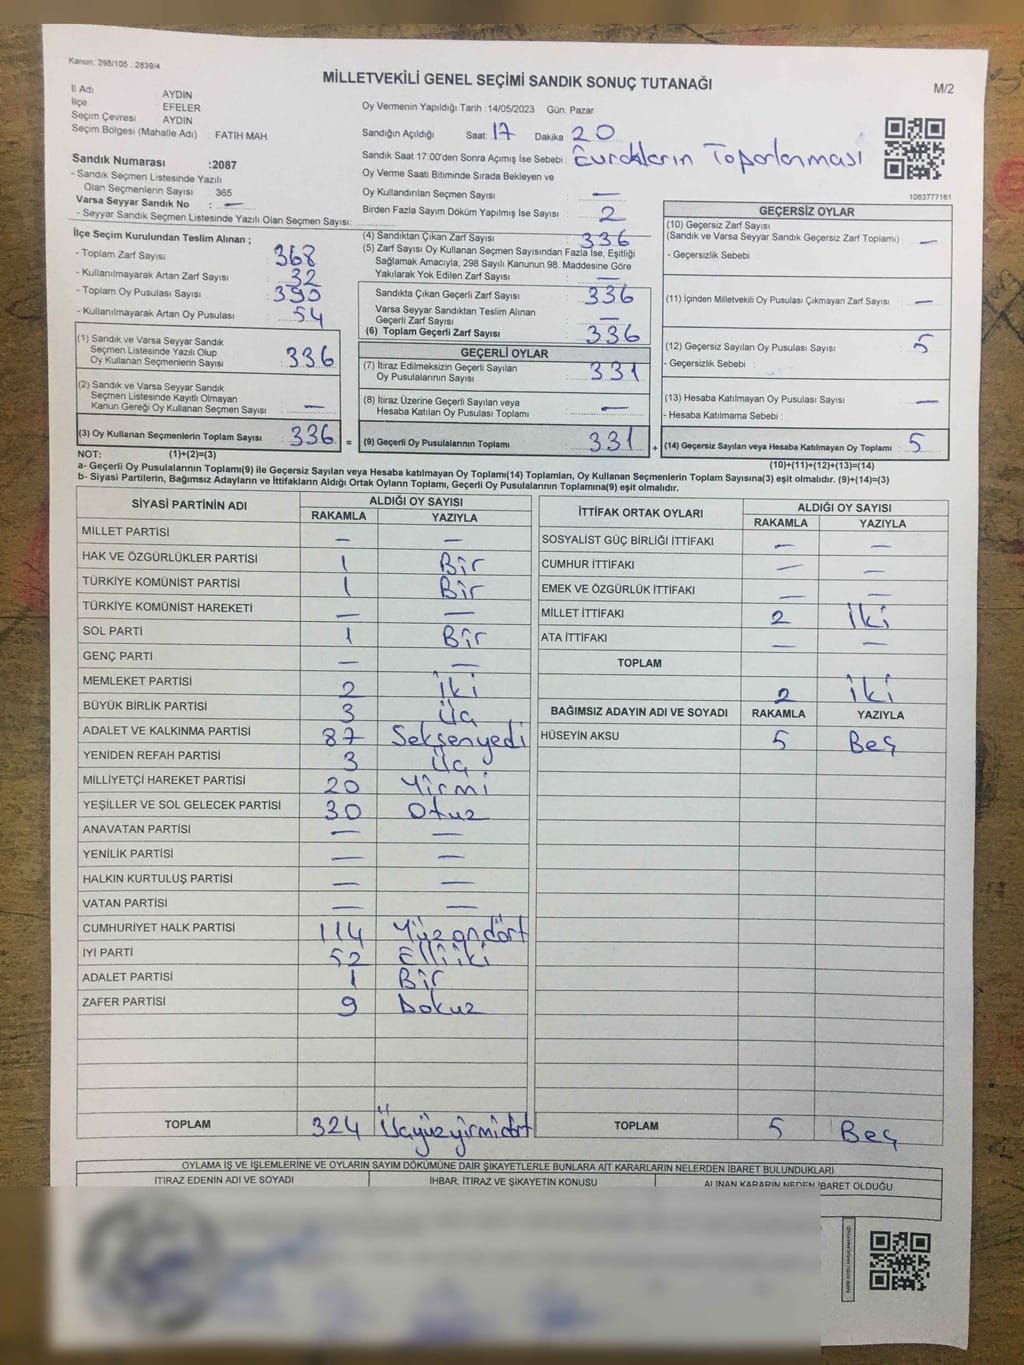 Kanun: 298/105 ; 2839/4
MİLLETVEKİLİ GENEL SEÇİMİ SANDIK SONUÇ TUTANAĞI
M/2
İl Adı AYDIN
İlçe EFELER
Seçim Çevresi AYDIN
Seçim Bölgesi (Mahalle Adı) : FATİH MAH.
Sandık Numarası :2087
- Sandık Seçmen Listesinde Yazılı
Olan Seçmenlerin Sayısı : 365
Varsa Seyyar Sandık No : —
- Seyyar Sandık Seçmen Listesinde Yazılı Olan Seçmen Sayısı:
Oy Vermenin Yapıldığı Tarih :14/05/2023 Gün: Pazar
Sandığın Açıldığı Saat: 17 Dakika: 20
Sandık Saat 17:00'den Sonra Açılmış İse Sebebi : Evrakların Toparlanması
Oy Verme Saati Bitiminde Sırada Bekleyen ve
Oy Kullandırılan Seçmen Sayısı —
Birden Fazla Sayım Döküm Yapılmış İse Sayısı : 2
1083777161
İlçe Seçim Kurulundan Teslim Alınan ;
- Toplam Zarf Sayısı : 368
- Kullanılmayarak Artan Zarf Sayısı : 32
- Toplam Oy Pusulası Sayısı : 390
- Kullanılmayarak Artan Oy Pusulası : 54
(1) Sandık ve Varsa Seyyar Sandık
Seçmen Listesinde Yazılı Olup
Oy Kullanan Seçmenlerin Sayısı : 336
(2) Sandık ve Varsa Seyyar Sandık
Seçmen Listesinde Kayıtlı Olmayan
Kanun Gereği Oy Kullanan Seçmen Sayısı : —
(3) Oy Kullanan Seçmenlerin Toplam Sayısı : 336 =
(4) Sandıktan Çıkan Zarf Sayısı : 336
(5) Zarf Sayısı Oy Kullanan Seçmen Sayısından Fazla İse, Eşitliği
Sağlamak Amacıyla, 298 Sayılı Kanunun 98. Maddesine Göre
Yakılarak Yok Edilen Zarf Sayısı : —
Sandıkta Çıkan Geçerli Zarf Sayısı : 336
Varsa Seyyar Sandıktan Teslim Alınan
Geçerli Zarf Sayısı : —
(6) Toplam Geçerli Zarf Sayısı : 336
GEÇERLİ OYLAR
(7) İtiraz Edilmeksizin Geçerli Sayılan
Oy Pusulalarının Sayısı : 331
(8) İtiraz Üzerine Geçerli Sayılan veya
Hesaba Katılan Oy Pusulası Toplamı : —
(9) Geçerli Oy Pusulalarının Toplamı : 331 +
GEÇERSİZ OYLAR
(10) Geçersiz Zarf Sayısı
(Sandık ve Varsa Seyyar Sandık Geçersiz Zarf Toplamı) : —
- Geçersizlik Sebebi :
(11) İçinden Milletvekili Oy Pusulası Çıkmayan Zarf Sayısı : —
(12) Geçersiz Sayılan Oy Pusulası Sayısı : 5
- Geçersizlik Sebebi :
(13) Hesaba Katılmayan Oy Pusulası Sayısı : —
- Hesaba Katılmama Sebebi :
(14) Geçersiz Sayılan veya Hesaba Katılmayan Oy Toplamı : 5
NOT: (1)+(2)=(3) (10)+(11)+(12)+(13)=(14)
a- Geçerli Oy Pusulalarının Toplamı(9) ile Geçersiz Sayılan veya Hesaba katılmayan Oy Toplamı(14) Toplamları, Oy Kullanan Seçmenlerin Toplam Sayısına(3) eşit olmalıdır. (9)+(14)=(3)
b- Siyasi Partilerin, Bağımsız Adayların ve İttifakların Aldığı Ortak Oyların Toplamı, Geçerli Oy Pusulalarının Toplamına(9) eşit olmalıdır.
SİYASİ PARTİNİN ADI ALDIĞI OY SAYISI
RAKAMLA YAZIYLA
MİLLET PARTİSİ — —
HAK VE ÖZGÜRLÜKLER PARTİSİ 1 Bir
TÜRKİYE KOMÜNİST PARTİSİ 1 Bir
TÜRKİYE KOMÜNİST HAREKETİ — —
SOL PARTİ 1 Bir
GENÇ PARTİ — —
MEMLEKET PARTİSİ 2 İki
BÜYÜK BİRLİK PARTİSİ 3 Üç
ADALET VE KALKINMA PARTİSİ 87 Seksenyedi
YENİDEN REFAH PARTİSİ 3 Üç
MİLLİYETÇİ HAREKET PARTİSİ 20 Yirmi
YEŞİLLER VE SOL GELECEK PARTİSİ 30 Otuz
ANAVATAN PARTİSİ — —
YENİLİK PARTİSİ — —
HALKIN KURTULUŞ PARTİSİ — —
VATAN PARTİSİ — —
CUMHURİYET HALK PARTİSİ 114 Yüzondört
İYİ PARTİ 52 Elliiki
ADALET PARTİSİ 1 Bir
ZAFER PARTİSİ 9 Dokuz
TOPLAM 324 Üçyüzyirmidört
İTTİFAK ORTAK OYLARI ALDIĞI OY SAYISI
RAKAMLA YAZIYLA
SOSYALİST GÜÇ BİRLİĞİ İTTİFAKI — —
CUMHUR İTTİFAKI — —
EMEK VE ÖZGÜRLÜK İTTİFAKI — —
MİLLET İTTİFAKI 2 İki
ATA İTTİFAKI — —
TOPLAM
2 İki
BAĞIMSIZ ADAYIN ADI VE SOYADI RAKAMLA YAZIYLA
HÜSEYİN AKSU 5 Beş
TOPLAM 5 Beş
OYLAMA İŞ VE İŞLEMLERİNE VE OYLARIN SAYIM DÖKÜMÜNE DAİR ŞİKAYETLERLE BUNLARA AİT KARARLARIN NELERDEN İBARET BULUNDUKLARI
İTİRAZ EDENİN ADI VE SOYADI İHBAR, İTİRAZ VE ŞİKAYETİN KONUSU ALINAN KARARIN NEDEN İBARET OLDUĞU